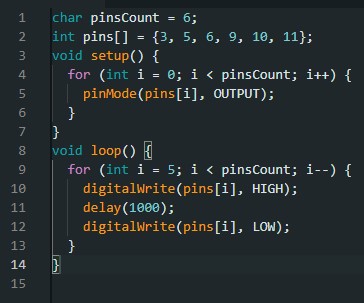 1 char pinsCount = 6;
2 int pins[] = {3, 5, 6, 9, 10, 11};
3 void setup() {
4   for (int i = 0; i < pinsCount; i++) {
5     pinMode(pins[i], OUTPUT);
6   }
7 }
8 void loop() {
9   for (int i = 5; i < pinsCount; i--) {
10     digitalWrite(pins[i], HIGH);
11     delay(1000);
12     digitalWrite(pins[i], LOW);
13   }
14 }
15